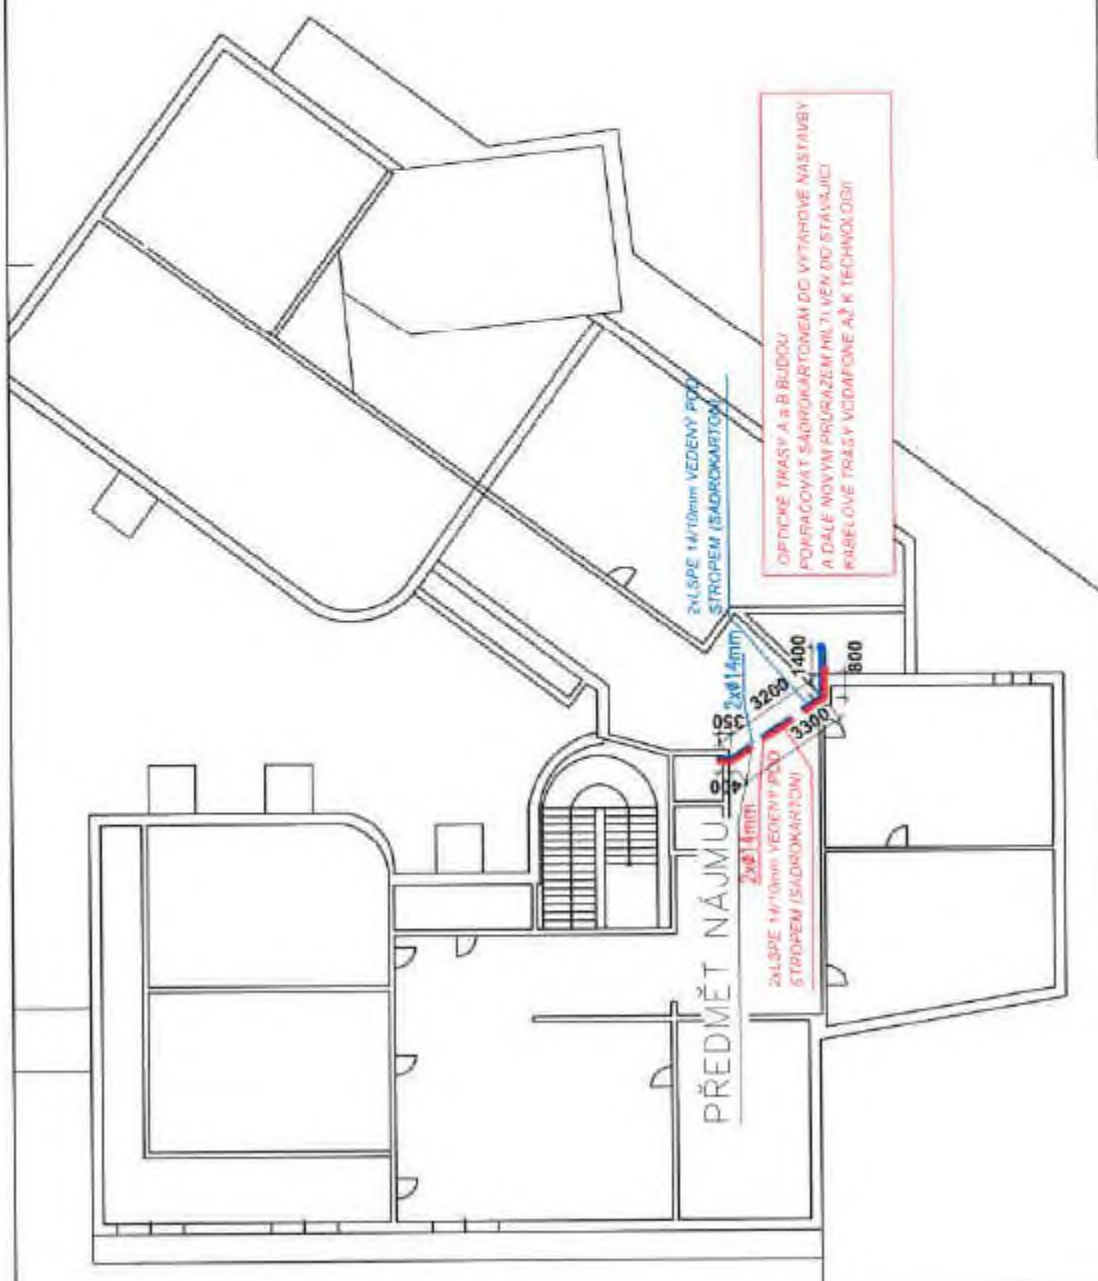 OPTICKÉ TRASY A a B BUDOU
POKRAČOVAT SÁDROKARTONEM DO VÝTAHOVÉ NÁSTAVBY
A DÁLE NOVÝM PRŮRAZEM HILTI VEN DO STÁVAJÍCÍ
KABELOVÉ TRASY VODAFONE AŽ K TECHNOLOGII
2xLSPE 14/10mm VEDENÝ POD
STROPEM (SÁDROKARTON)
2xØ14mm
350
3200
1400
800
3300
400
2xØ14mm
2xLSPE 14/10mm VEDENÝ POD
STROPEM (SÁDROKARTON)
PŘEDMĚT NÁJMU